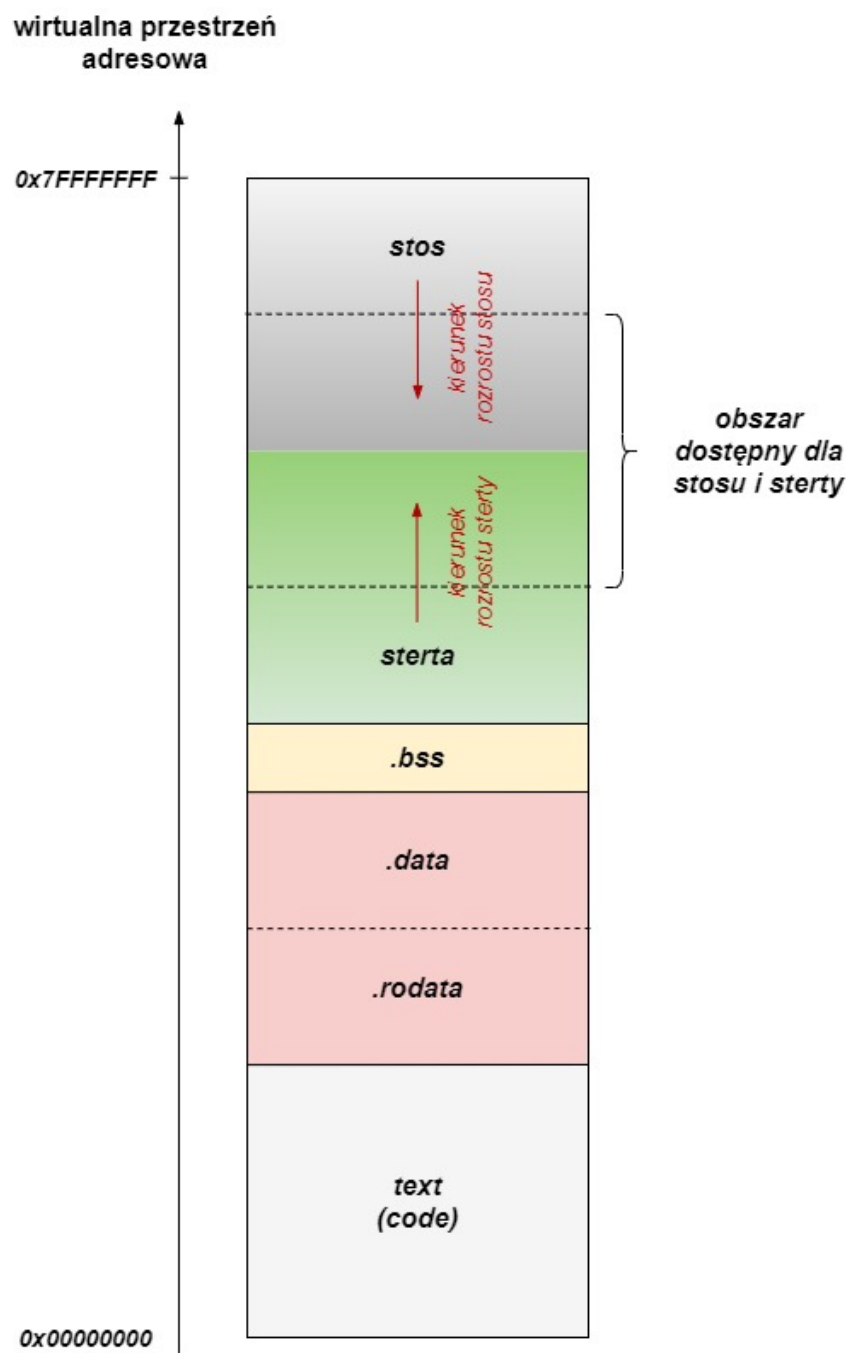 wirtualna przestrzeń
adresowa
0x7FFFFFFF
stos
kierunek
rozrostu stosu
obszar
dostępny dla
stosu i sterty
kierunek
rozrostu sterty
sterta
.bss
.data
.rodata
text
(code)
0x00000000